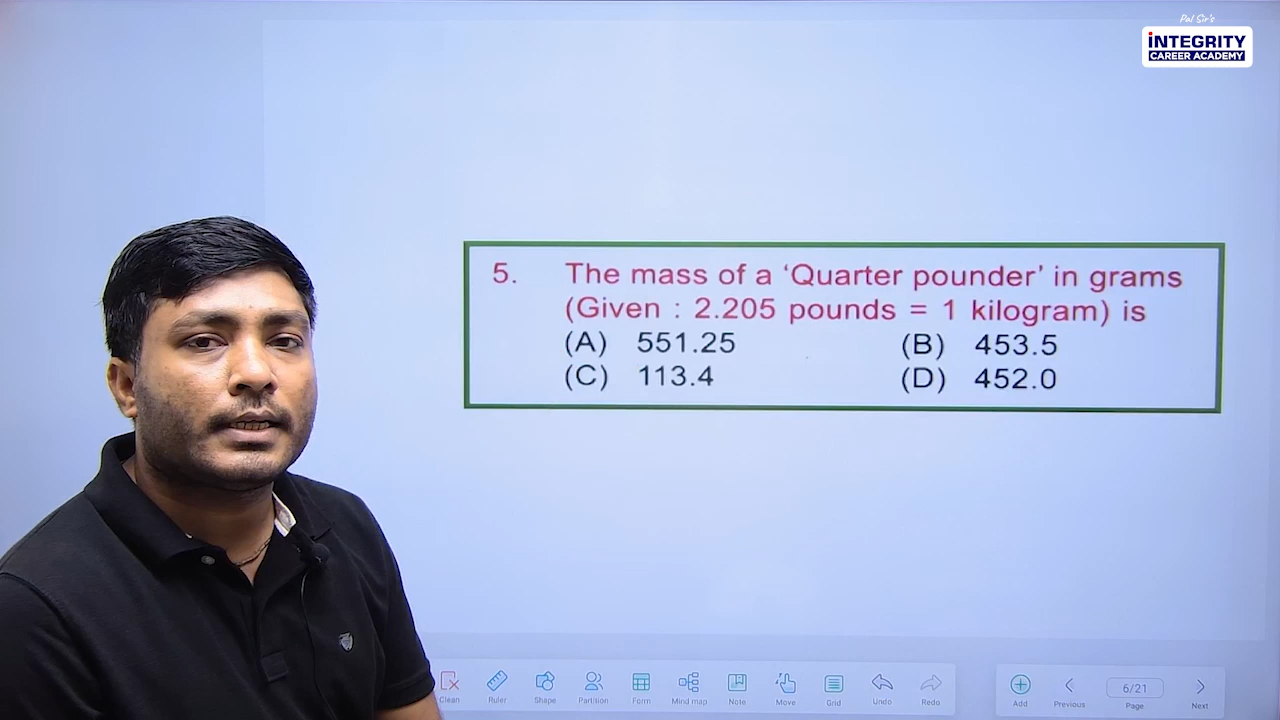 Pal Sir's
iNTEGRITY
CAREER ACADEMY
5. The mass of a ‘Quarter pounder’ in grams
(Given : 2.205 pounds = 1 kilogram) is
(A) 551.25 (B) 453.5
(C) 113.4 (D) 452.0
Clean Ruler Shape Partition Form Mind map Note Move Grid Undo Redo Add Previous 6/21 Page Next